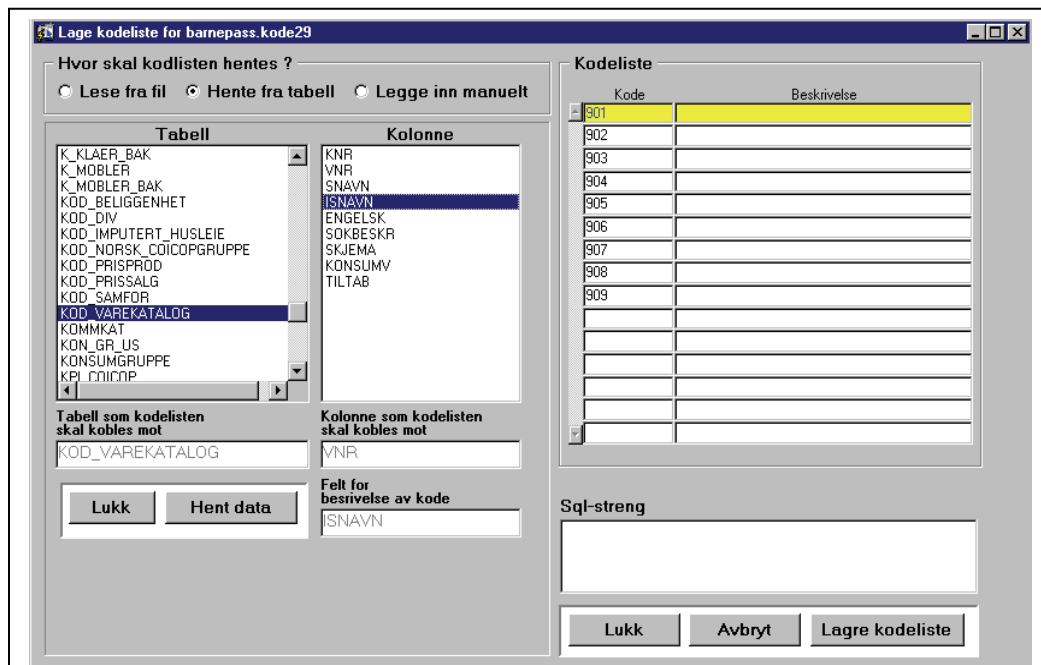 Lage kodeliste for barnepass.kode29
Hvor skal kodlisten hentes ?
Lese fra fil Hente fra tabell Legge inn manuelt
Tabell
K_KLAER_BAK
K_MOBLER
K_MOBLER_BAK
KOD_BELIGGENHET
KOD_DIV
KOD_IMPUTERT_HUSLEIE
KOD_NORSK_COICOPGRUPPE
KOD_PRISPROD
KOD_PRISSALG
KOD_SAMFOR
KOD_VAREKATALOG
KOMMKAT
KON_GR_US
KONSUMGRUPPE
KPI_COICOP
Kolonne
KNR
VNR
SNAVN
ISNAVN
ENGELSK
SOKBESKR
SKJEMA
KONSUMV
TILTAB
Tabell som kodelisten
skal kobles mot
KOD_VAREKATALOG
Kolonne som kodelisten
skal kobles mot
VNR
Lukk Hent data
Felt for
besrivelse av kode
ISNAVN
Kodeliste
Kode Beskrivelse
901
902
903
904
905
906
907
908
909
Sql-streng
Lukk Avbryt Lagre kodeliste